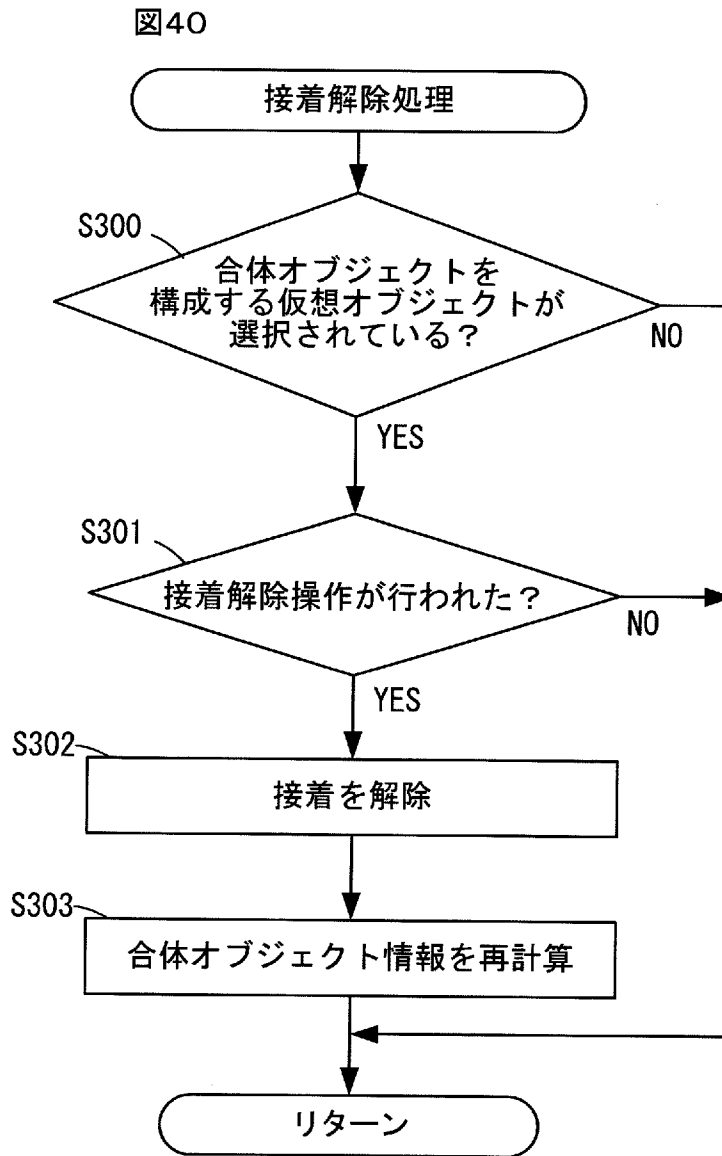 図40
接着解除処理
S300
合体オブジェクトを
構成する仮想オブジェクトが
選択されている？
NO
YES
S301
接着解除操作が行われた？
NO
YES
S302
接着を解除
S303
合体オブジェクト情報を再計算
リターン